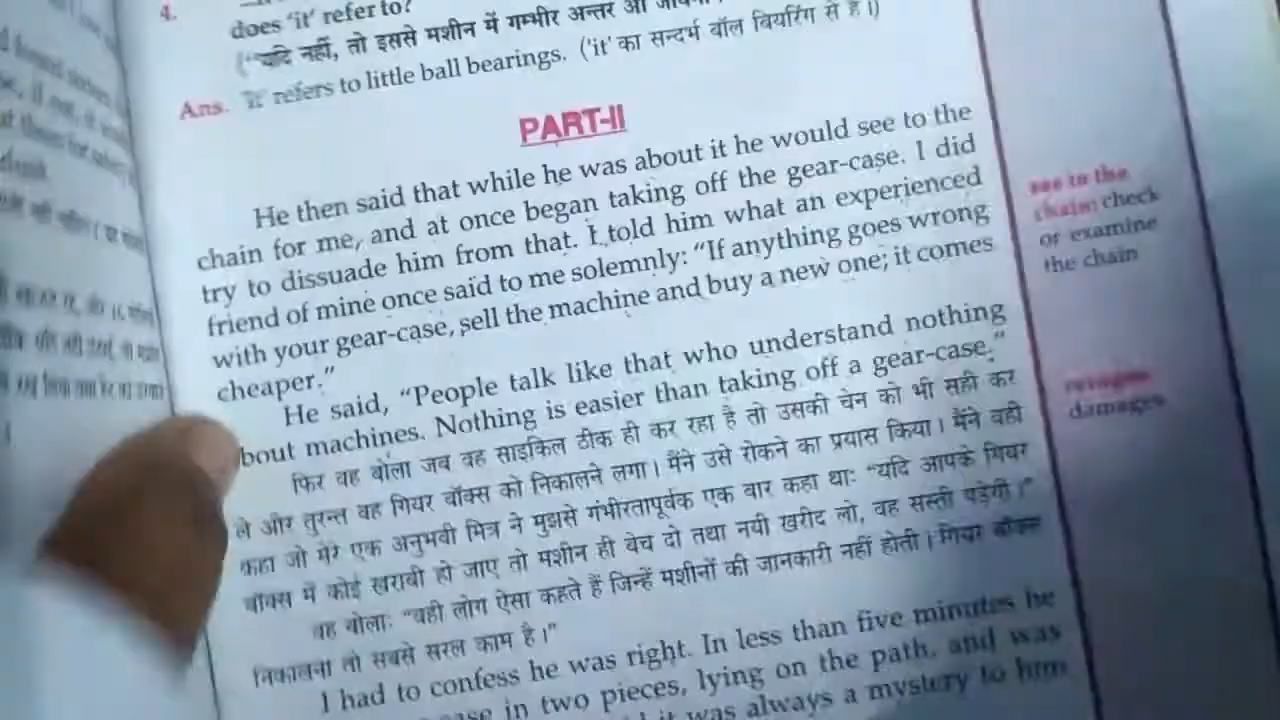 4.
does 'it' refer to?
("यदि नहीं, तो इससे मशीन में गम्भीर अन्तर आ
Ans. 'it' refers to little ball bearings. ('it' का सन्दर्भ बॉल बियरिंग से है।)
PART-II
He then said that while he was about it he would see to the
chain for me, and at once began taking off the gear-case. I did
try to dissuade him from that. I told him what an experienced
friend of mine once said to me solemnly: "If anything goes wrong
with your gear-case, sell the machine and buy a new one; it comes
cheaper."
He said, "People talk like that who understand nothing
bout machines. Nothing is easier than taking off a gear-case."
फिर वह बोला जब वह साइकिल ठीक ही कर रहा है तो उसकी चेन को भी सही कर
ले और तुरन्त वह गियर बॉक्स को निकालने लगा। मैंने उसे रोकने का प्रयास किया। मैंने वही
कहा जो मेरे एक अनुभवी मित्र ने मुझसे गंभीरतापूर्वक एक बार कहा थाः "यदि आपके गियर
बॉक्स में कोई खराबी हो जाए तो मशीन ही बेच दो तथा नयी खरीद लो, वह सस्ती पड़ेगी।"
वह बोलाः "वही लोग ऐसा कहते हैं जिन्हें मशीनों की जानकारी नहीं होती। गियर बॉक्स
निकालना तो सबसे सरल काम है।"
I had to confess he was right. In less than five minutes he
in two pieces, lying on the path, and was
it was always a mystery to him
see to the
chain: check
or examine
the chain
damages